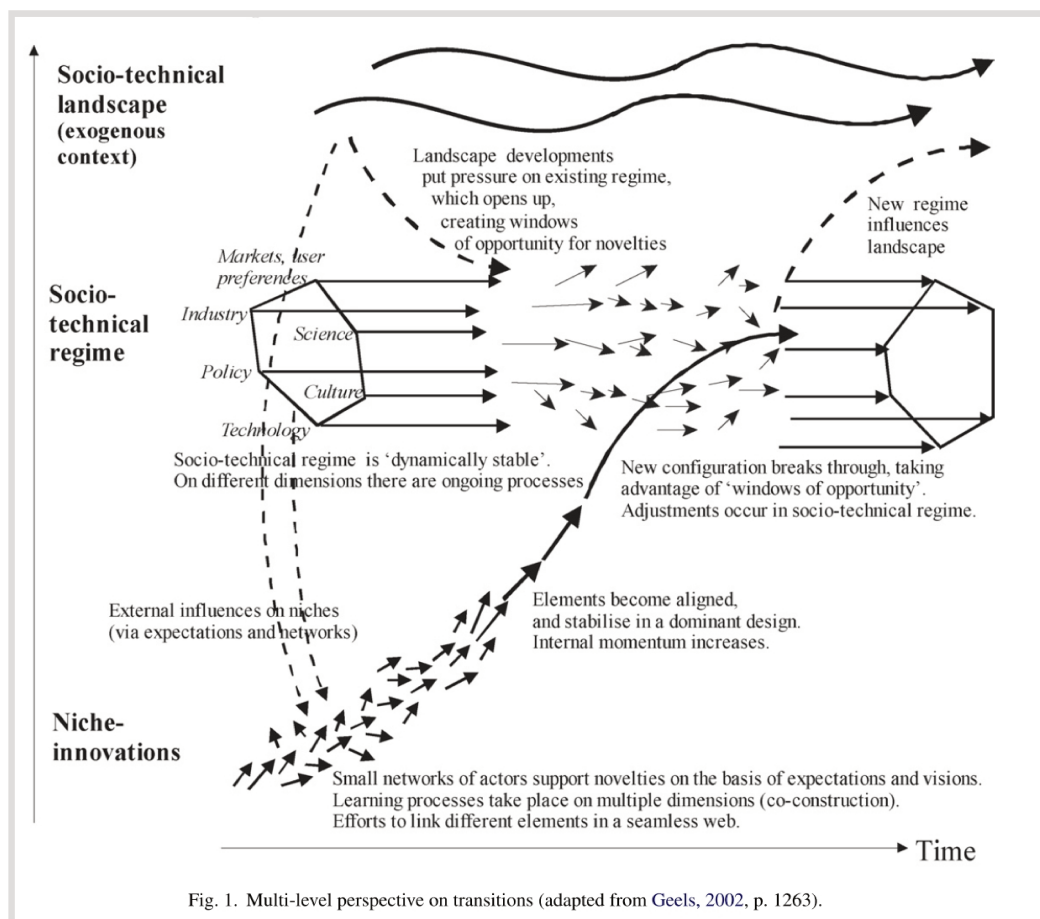 Socio-technical
landscape
(exogenous
context)
Landscape developments
put pressure on existing regime,
which opens up,
creating windows
of opportunity for novelties
New regime
influences
landscape
Markets, user
preferences
Socio-
technical
regime
Industry
Science
Policy
Culture
Technology
Socio-technical regime is ‘dynamically stable’.
On different dimensions there are ongoing processes
New configuration breaks through, taking
advantage of ‘windows of opportunity’.
Adjustments occur in socio-technical regime.
External influences on niches
(via expectations and networks)
Elements become aligned,
and stabilise in a dominant design.
Internal momentum increases.
Niche-
innovations
Small networks of actors support novelties on the basis of expectations and visions.
Learning processes take place on multiple dimensions (co-construction).
Efforts to link different elements in a seamless web.
Time
Fig. 1. Multi-level perspective on transitions (adapted from Geels, 2002, p. 1263).